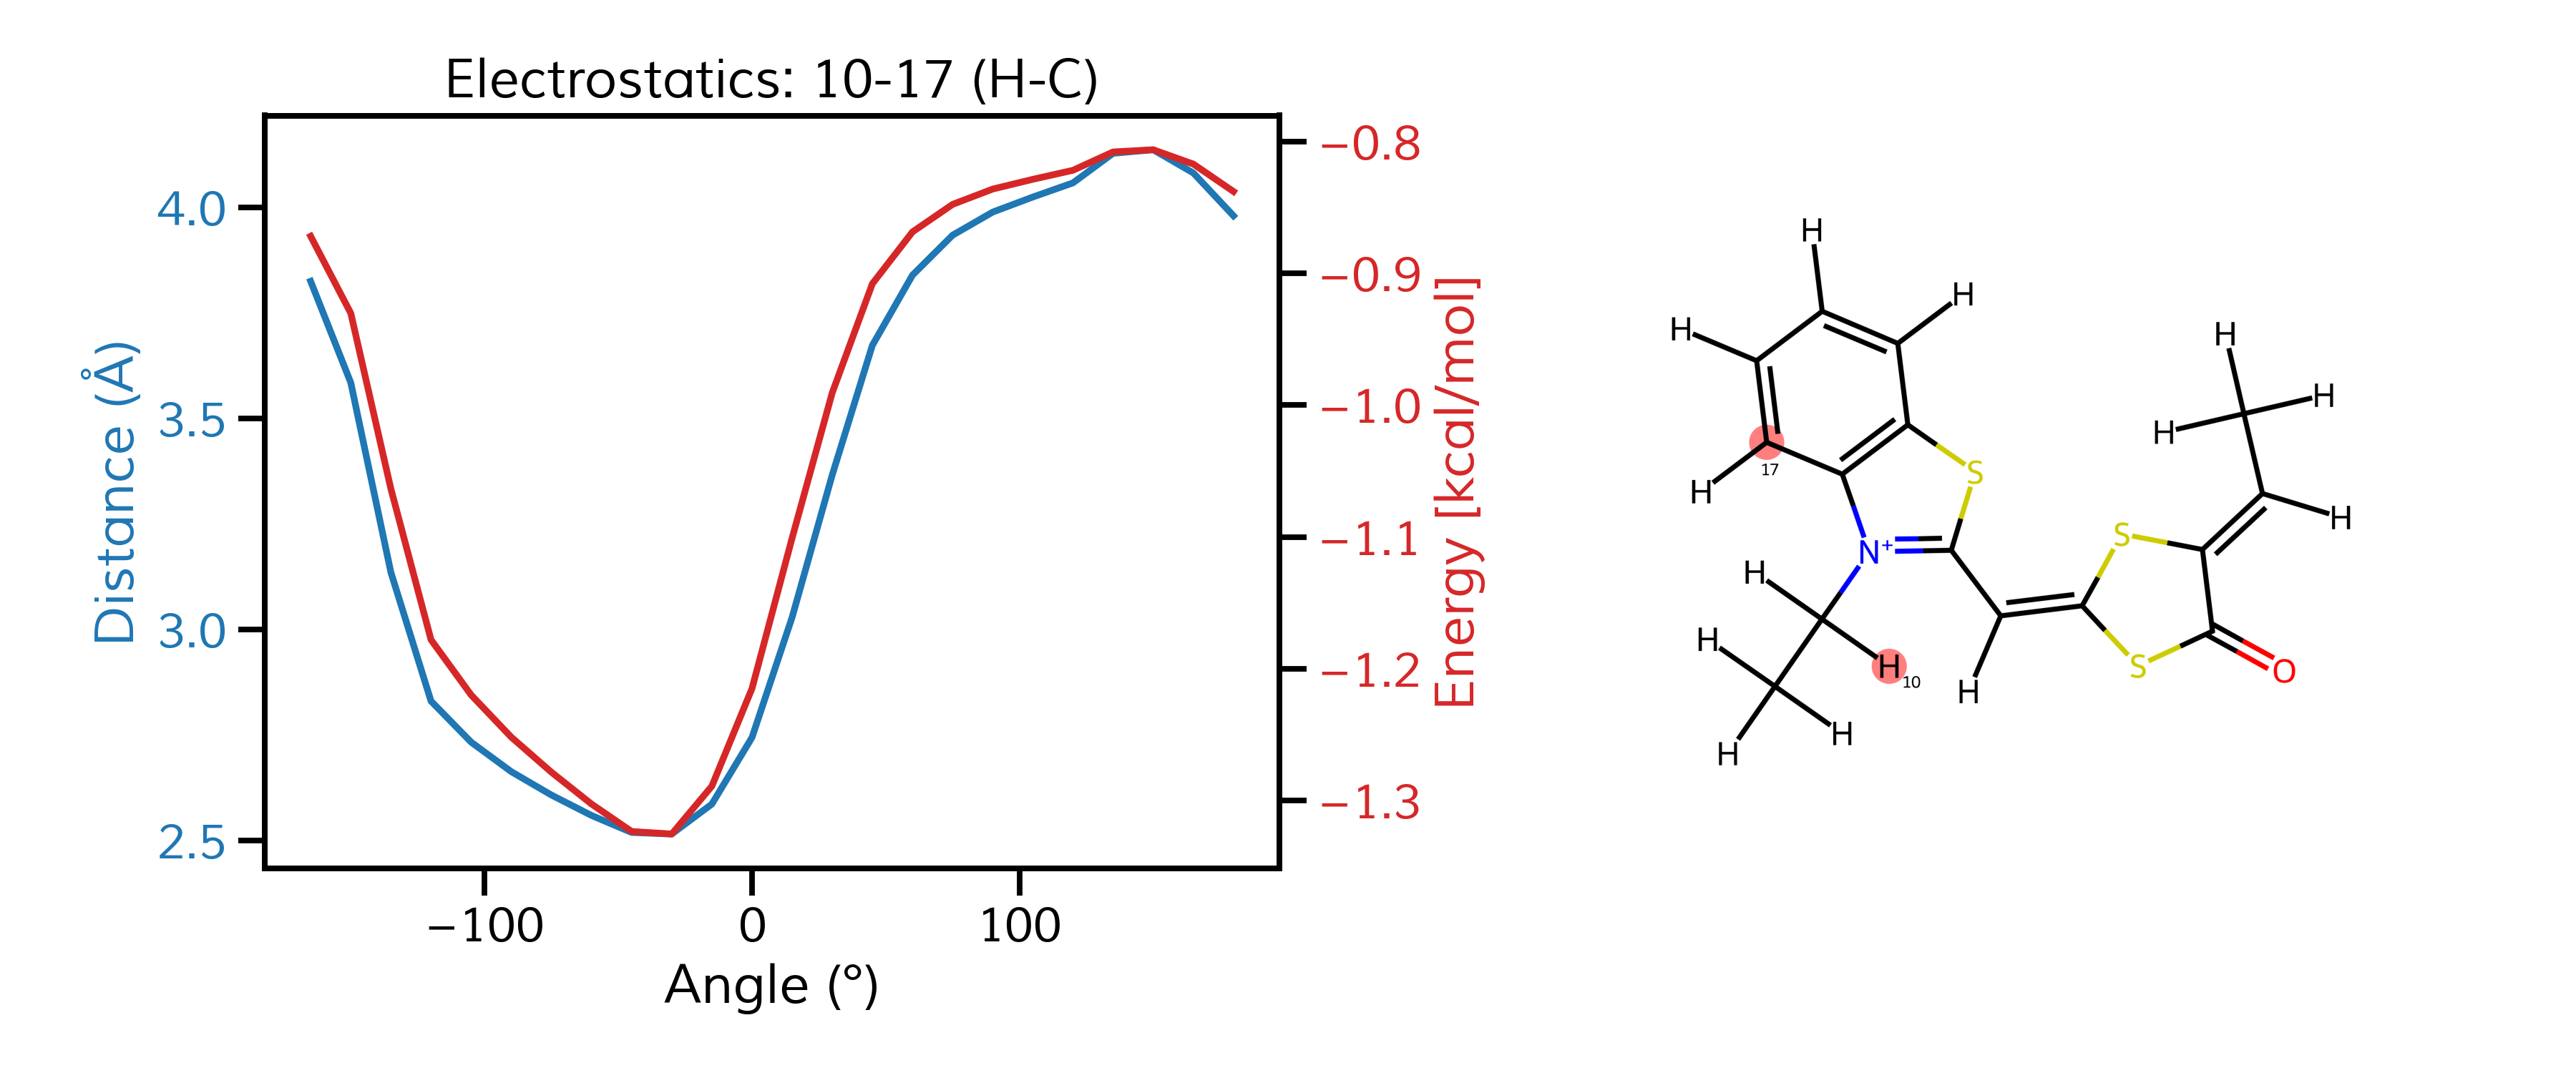 Electrostatics: 10-17 (H-C)
Distance (Å)
4.0
3.5
3.0
2.5
−100
0
100
Angle (°)
−0.8
−0.9
−1.0
−1.1
−1.2
−1.3
Energy [kcal/mol]
H
H
H
H
H
H
H
17
H
S
H
S
N+
H
H
H
10
H
S
O
H
H